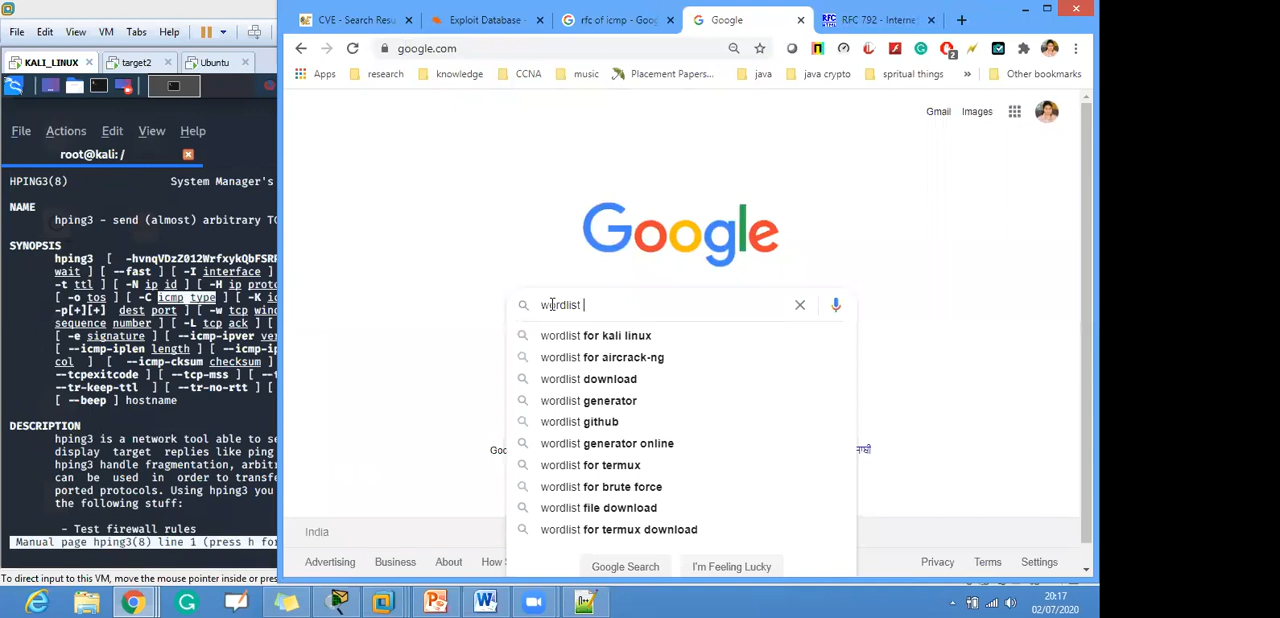 CVE - Search Resu
Exploit Database -
rfc of icmp - Goog
Google
RFC 792 - Interne
File Edit View VM Tabs Help
google.com
2
KALI_LINUX
target2
Ubuntu
Apps
research
knowledge
CCNA
music
Placement Papers...
java
java crypto
spritual things
»
Other bookmarks
Gmail Images
File Actions Edit View Help
root@kali: /
HPING3(8) System Manager's
NAME
hping3 - send (almost) arbitrary TC
SYNOPSIS
hping3 [ -hvnqVDzZ012WrfxykQbFSRP
wait ] [ --fast ] [ -I interface ]
-t ttl ] [ -N ip id ] [ -H ip proto
[ -o tos ] [ -C icmp type ] [ -K ic
-p[+][+] dest port ] [ -w tcp wind
sequence number ] [ -L tcp ack ]
-e signature ] [ --icmp-ipver ver
--icmp-iplen length ] [ --icmp-ip
col ] [ --icmp-cksum checksum ]
--tcpexitcode ] [ --tcp-mss ] [ --t
--tr-keep-ttl ] [ --tr-no-rtt ] [
[ --beep ] hostname
DESCRIPTION
hping3 is a network tool able to se
display target replies like ping
hping3 handle fragmentation, arbit
can be used in order to transfe
ported protocols. Using hping3 you
the following stuff:
- Test firewall rules
Manual page hping3(8) line 1 (press h for
To direct input to this VM, move the mouse pointer inside or pres
Google
wordlist
wordlist for kali linux
wordlist for aircrack-ng
wordlist download
wordlist generator
wordlist github
wordlist generator online
wordlist for termux
wordlist for brute force
wordlist file download
wordlist for termux download
Goo
ਜਾਬੀ
Google Search
I'm Feeling Lucky
India
Advertising Business About How S
Privacy Terms Settings
20:17
02/07/2020